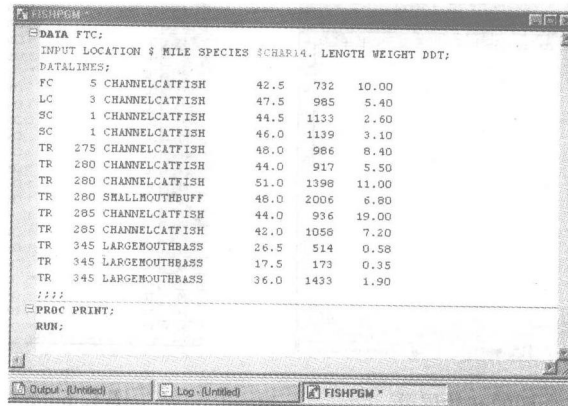 FISHPGM *
DATA FTC;
INPUT LOCATION $ MILE SPECIES $CHAR14. LENGTH WEIGHT DDT;
DATALINES;
FC 5 CHANNELCATFISH 42.5 732 10.00
LC 3 CHANNELCATFISH 47.5 985 5.40
SC 1 CHANNELCATFISH 44.5 1133 2.60
SC 1 CHANNELCATFISH 46.0 1139 3.10
TR 275 CHANNELCATFISH 48.0 986 8.40
TR 280 CHANNELCATFISH 44.0 917 5.50
TR 280 CHANNELCATFISH 51.0 1398 11.00
TR 280 SMALLMOUTHBUFF 48.0 2006 6.80
TR 285 CHANNELCATFISH 44.0 936 19.00
TR 285 CHANNELCATFISH 42.0 1058 7.20
TR 345 LARGEMOUTHBASS 26.5 514 0.58
TR 345 LARGEMOUTHBASS 17.5 173 0.35
TR 345 LARGEMOUTHBASS 36.0 1433 1.90
;;;;
PROC PRINT;
RUN;
Output - (Untitled) Log - (Untitled) FISHPGM *